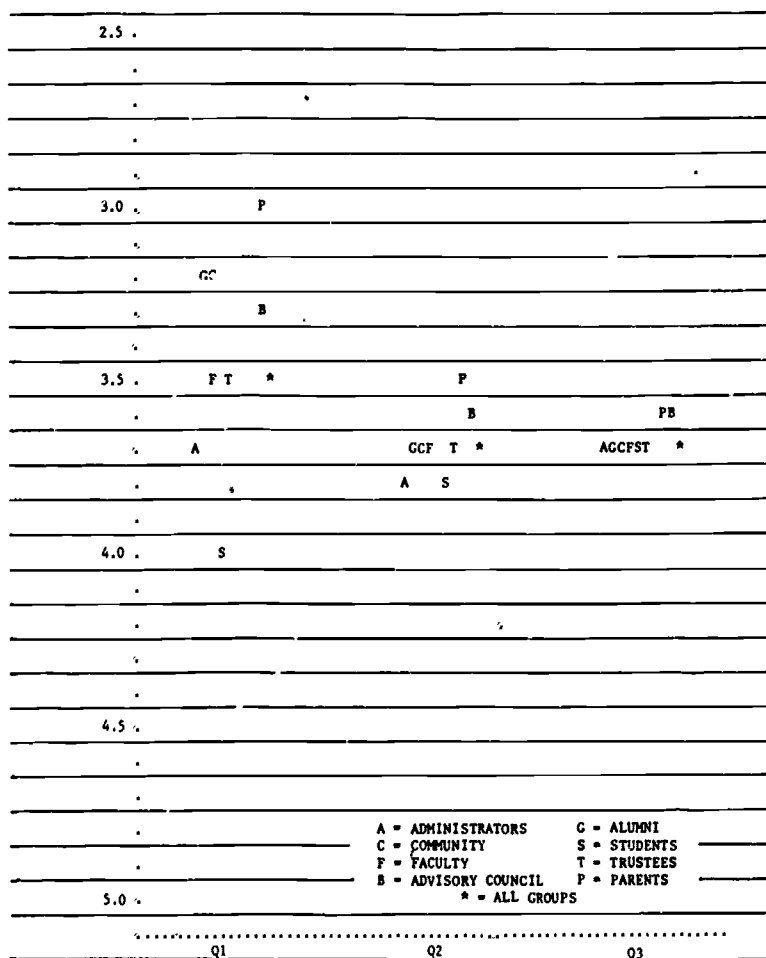 2.5 .
3.0 . P
GC
B
3.5 . F T * P
B PB
A GCF T * AGCFST *
A S
4.0 . S
4.5 .
A = ADMINISTRATORS G = ALUMNI
C = COMMUNITY S = STUDENTS
F = FACULTY T = TRUSTEES
B = ADVISORY COUNCIL P = PARENTS
5.0 . * = ALL GROUPS
Q1 Q2 Q3